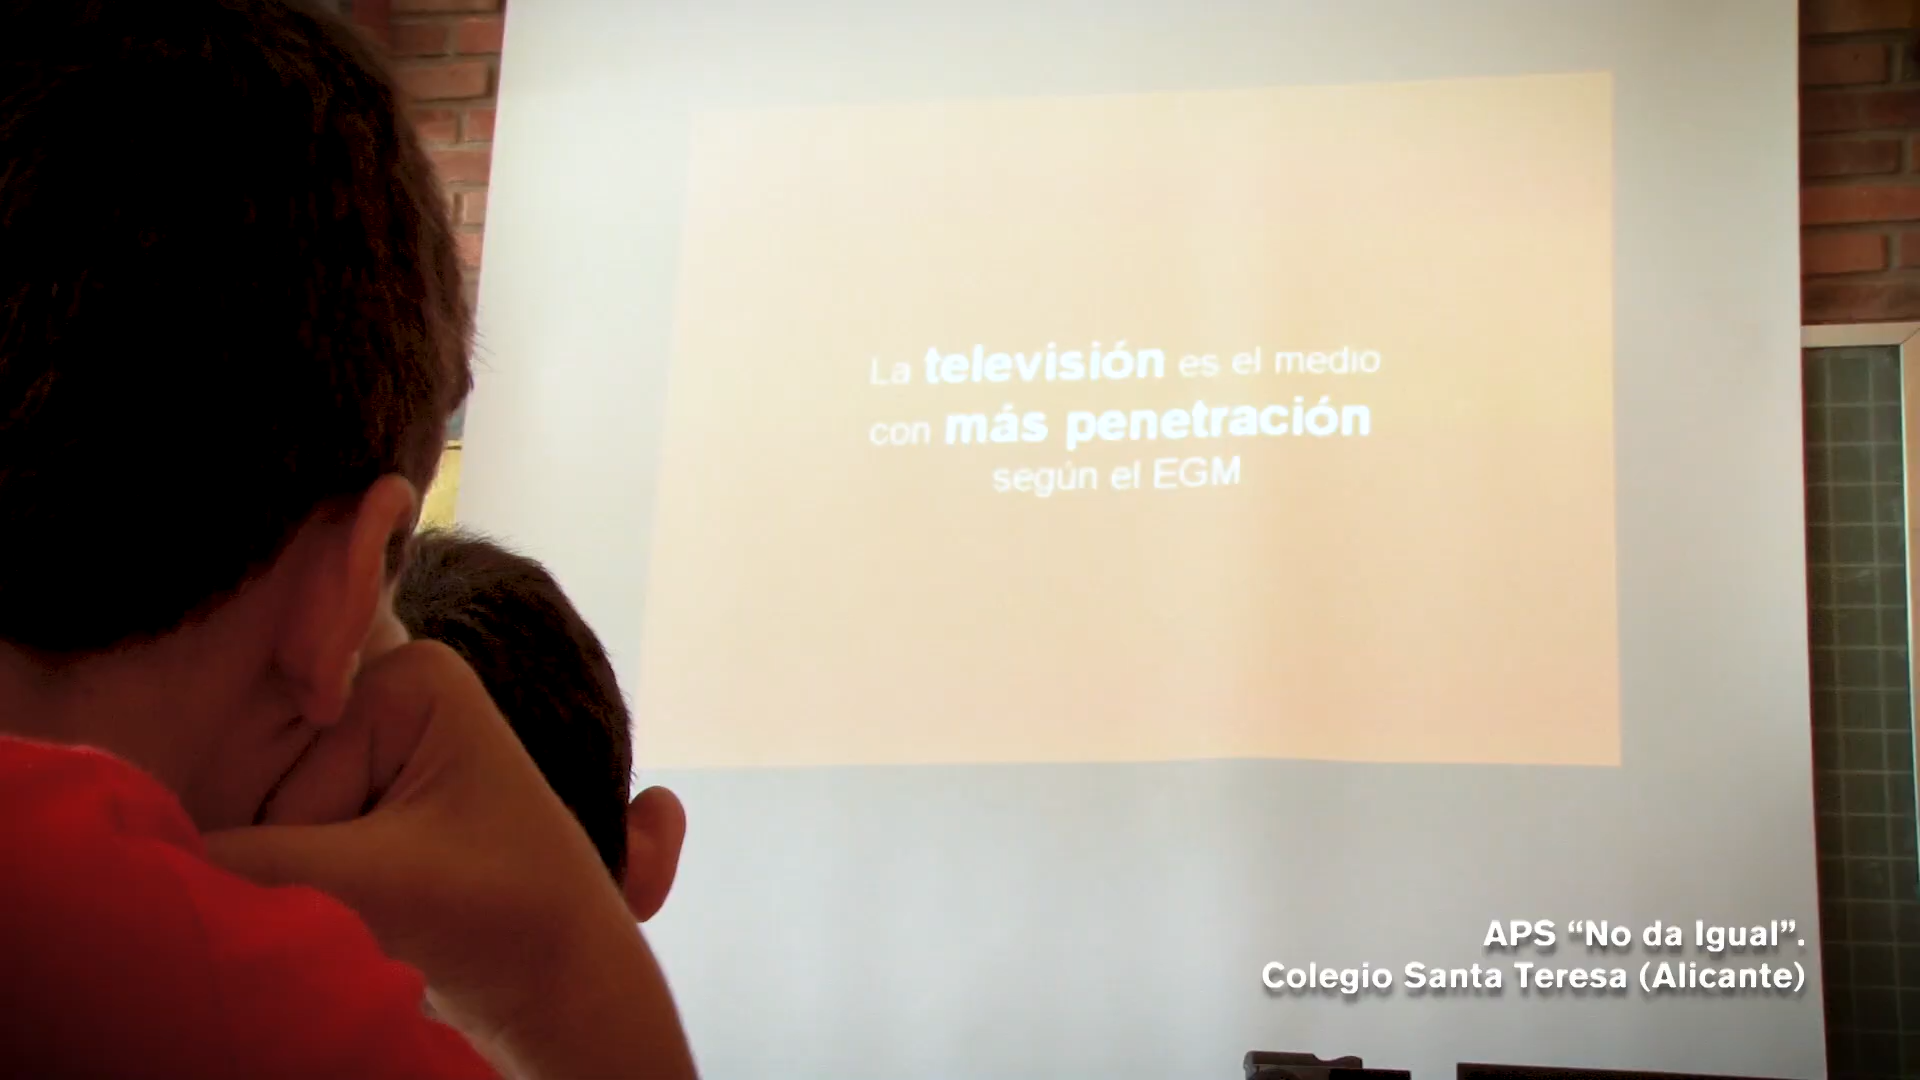 La televisión es el medio
con más penetración
según el EGM
APS “No da Igual”.
Colegio Santa Teresa (Alicante)